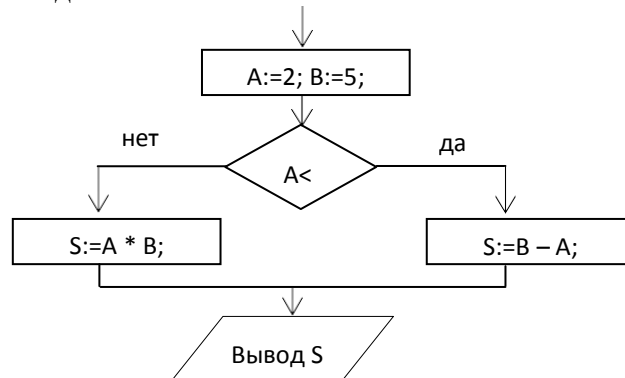 A:=2; B:=5;
нет
да
A<
S:=A * B;
S:=B – A;
Вывод S